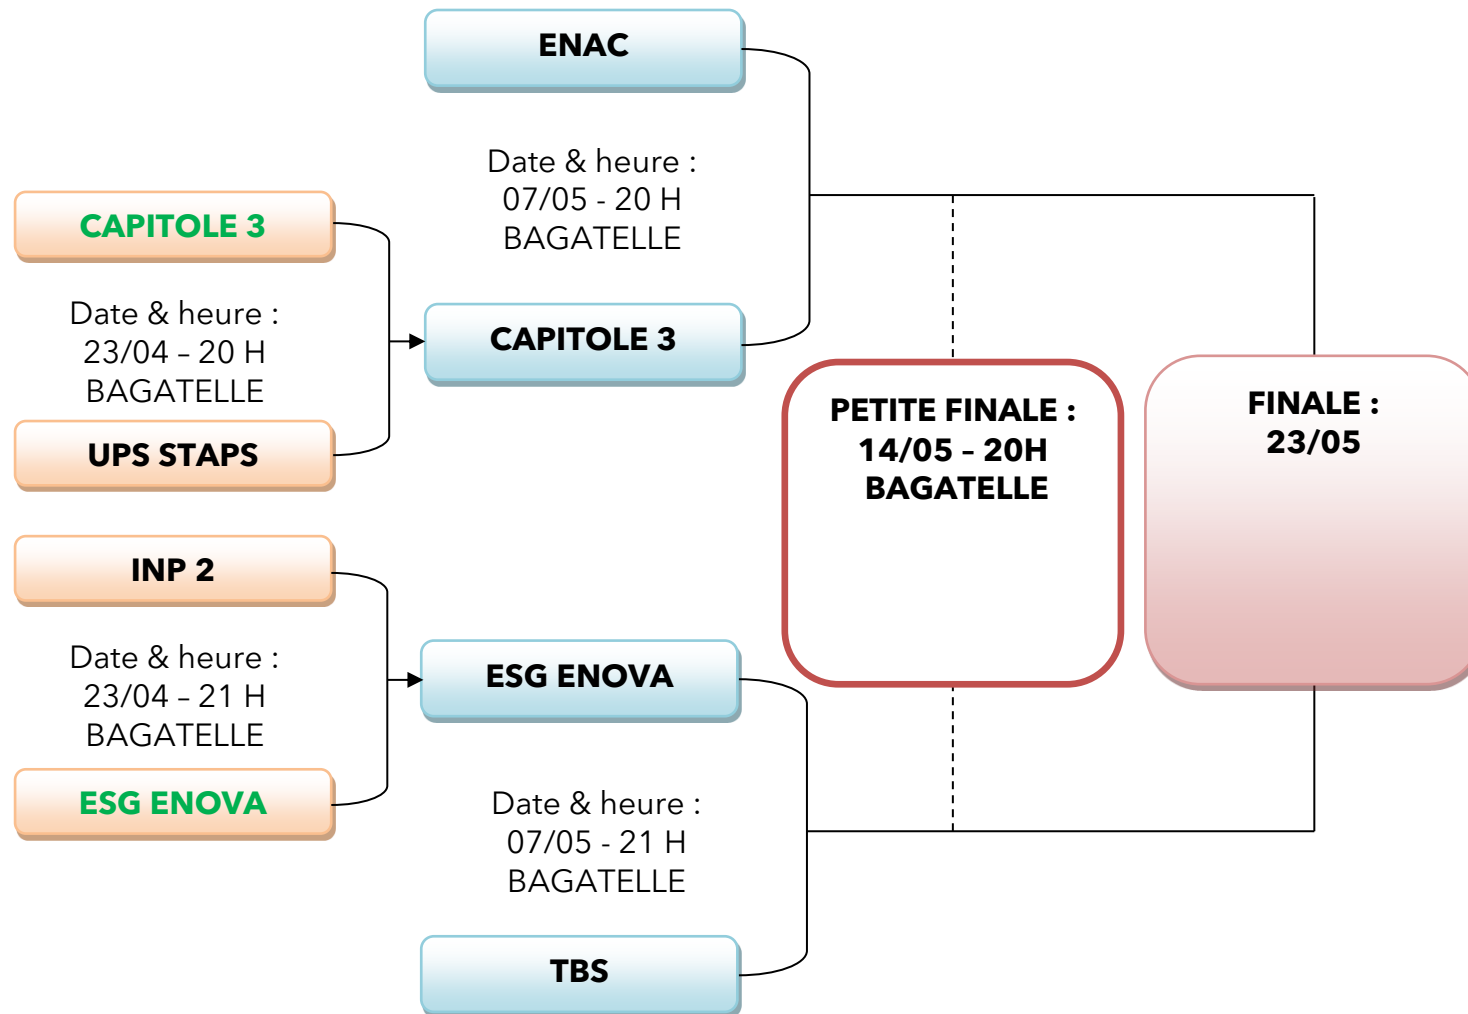 ENAC
Date & heure :
07/05 - 20 H
BAGATELLE
CAPITOLE 3
Date & heure :
23/04 – 20 H
BAGATELLE
CAPITOLE 3
UPS STAPS
PETITE FINALE :
14/05 – 20H
BAGATELLE
FINALE :
23/05
INP 2
Date & heure :
23/04 – 21 H
BAGATELLE
ESG ENOVA
ESG ENOVA
Date & heure :
07/05 - 21 H
BAGATELLE
TBS